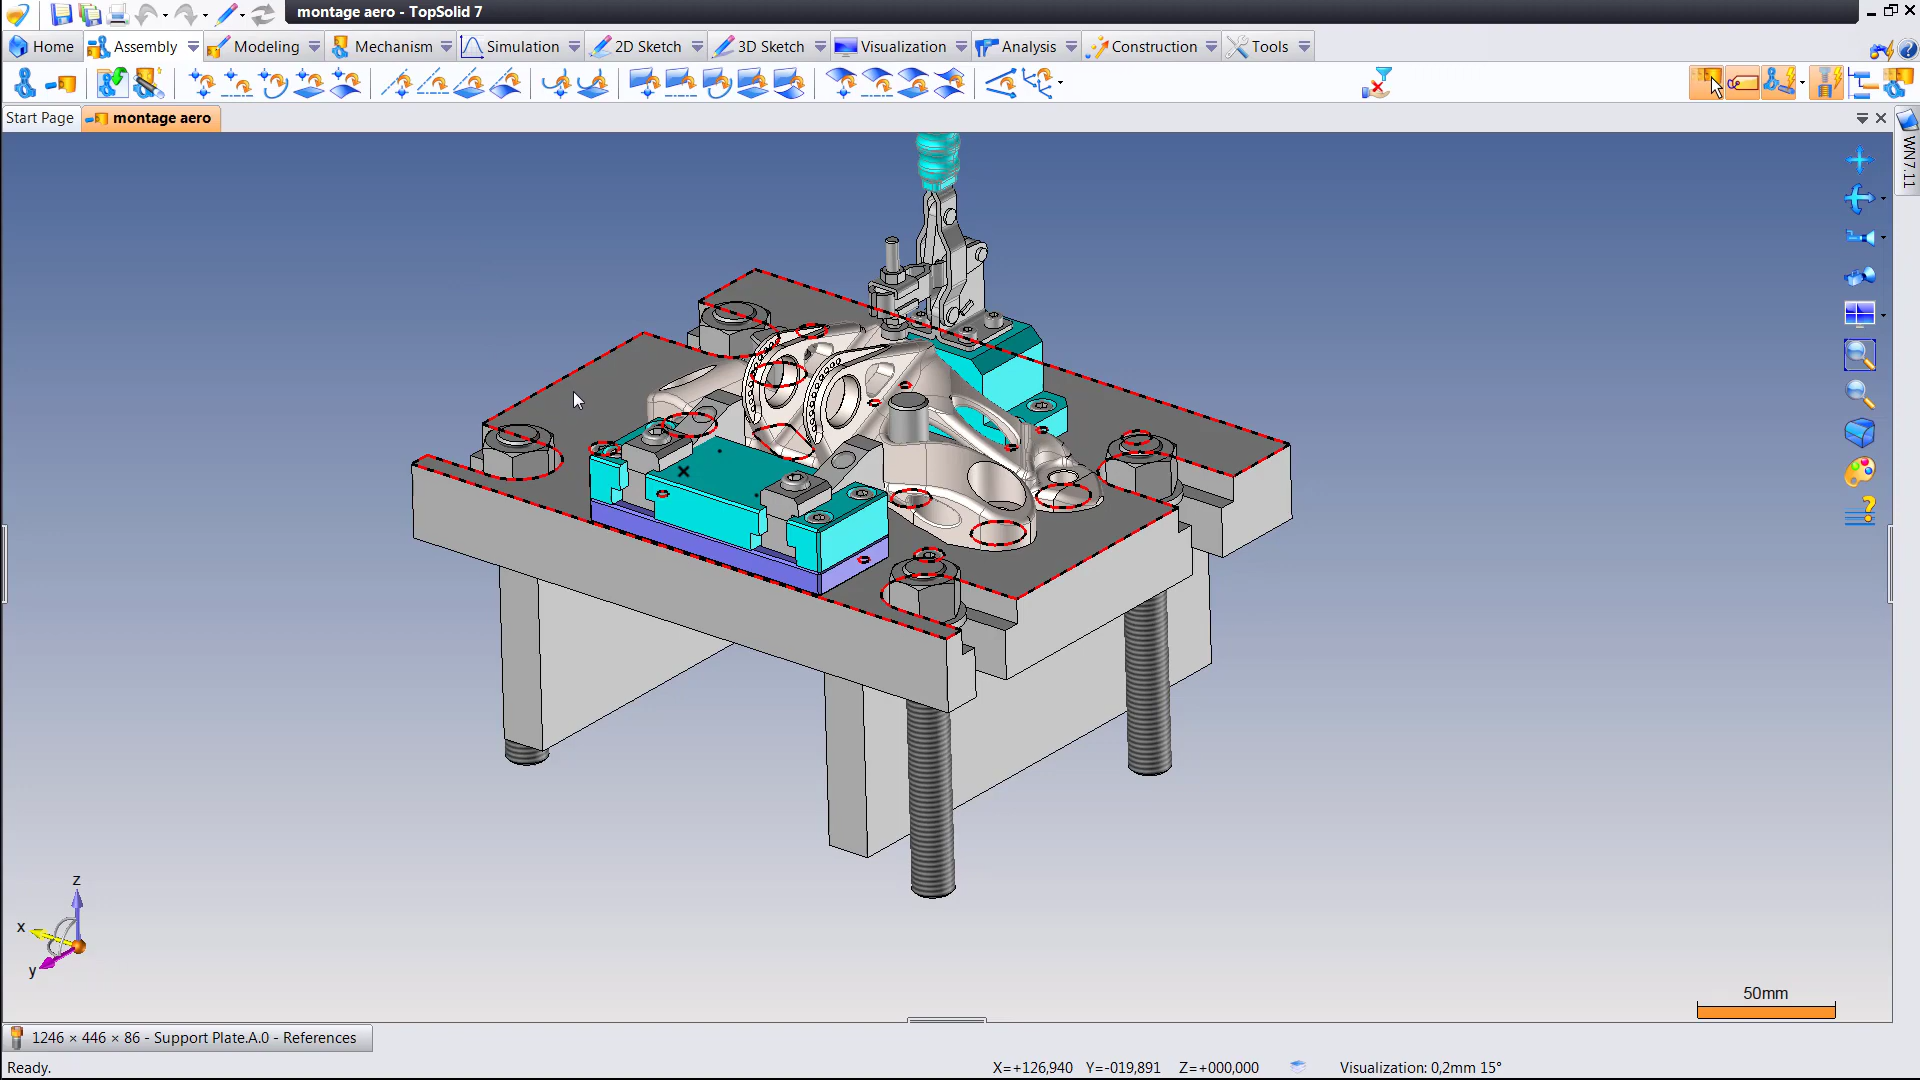 montage aero - TopSolid 7
Home Assembly Modeling Mechanism Simulation 2D Sketch 3D Sketch Visualization Analysis Construction Tools
Start Page montage aero
WN7.11
z
x
y
50mm
1246 × 446 × 86 - Support Plate.A.0 - References
Ready. X=+126,940 Y=-019,891 Z=+000,000 Visualization: 0,2mm 15°